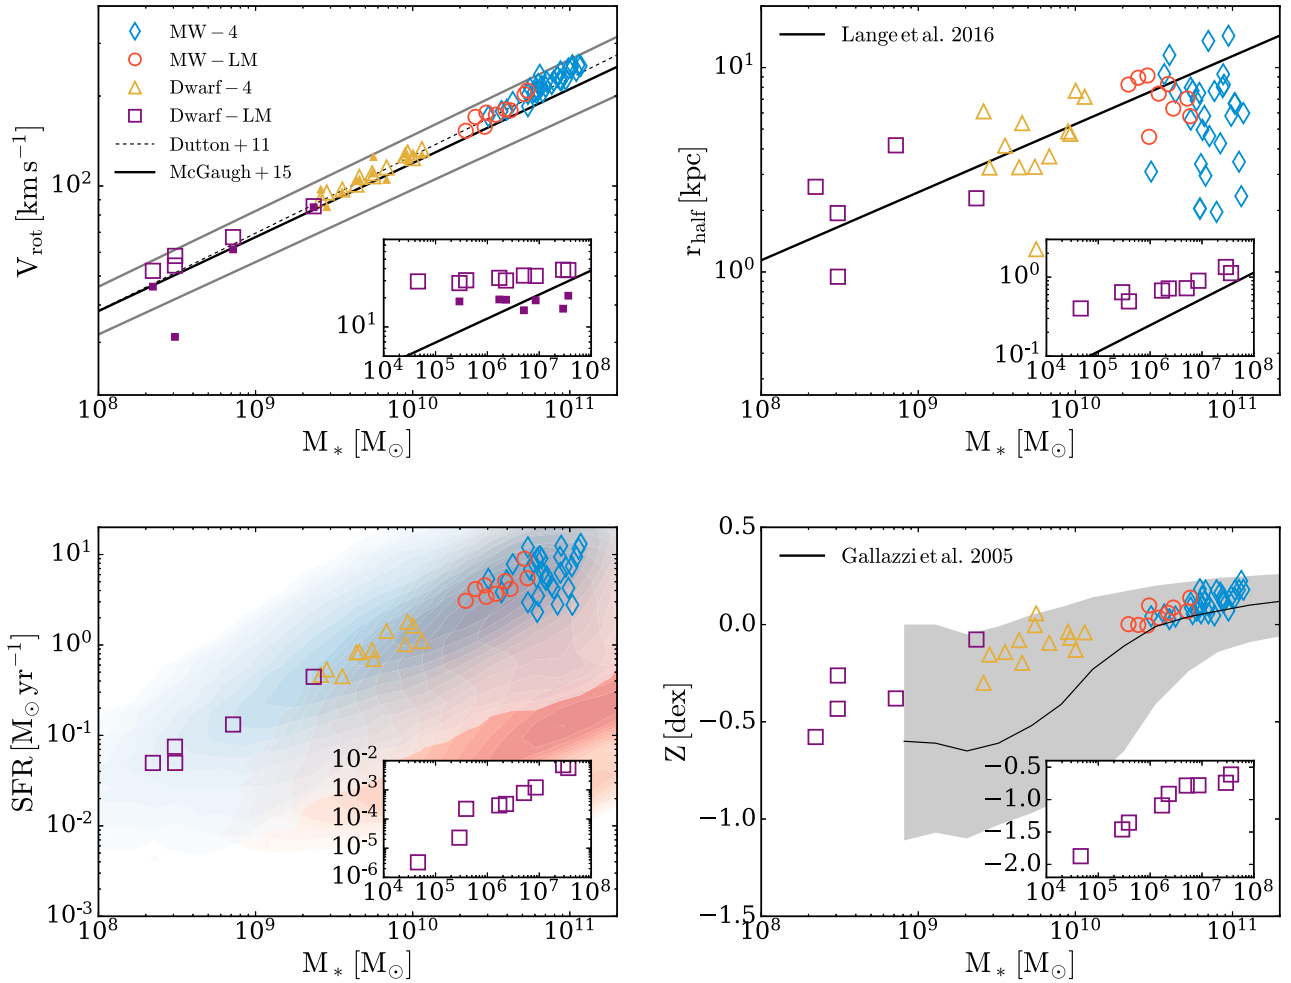 MW – 4
MW – LM
Dwarf – 4
Dwarf – LM
Dutton + 11
McGaugh + 15
10²
V_rot [km s⁻¹]
10¹
10⁴ 10⁵ 10⁶ 10⁷ 10⁸
10⁸ 10⁹ 10¹⁰ 10¹¹
M_* [M_⊙]
Lange et al. 2016
10¹
10⁰
r_half [kpc]
10⁰
10⁻¹
10⁴ 10⁵ 10⁶ 10⁷ 10⁸
10⁸ 10⁹ 10¹⁰ 10¹¹
M_* [M_⊙]
10¹
10⁰
10⁻¹
10⁻²
10⁻³
SFR [M_⊙ yr⁻¹]
10⁻²
10⁻³
10⁻⁴
10⁻⁵
10⁻⁶
10⁴ 10⁵ 10⁶ 10⁷ 10⁸
10⁸ 10⁹ 10¹⁰ 10¹¹
M_* [M_⊙]
Gallazzi et al. 2005
0.5
0.0
−0.5
−1.0
−1.5
Z [dex]
−0.5
−1.0
−1.5
−2.0
10⁴ 10⁵ 10⁶ 10⁷ 10⁸
10⁸ 10⁹ 10¹⁰ 10¹¹
M_* [M_⊙]